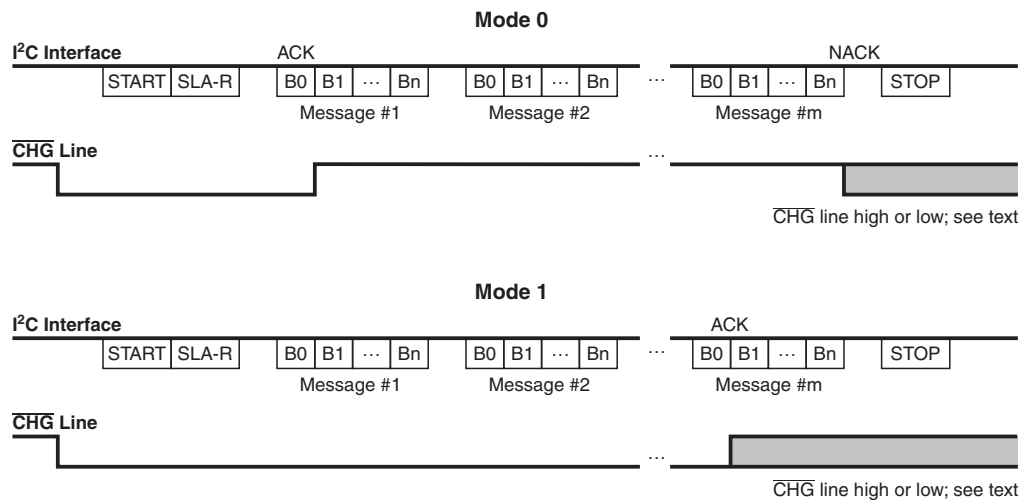 Mode 0
I²C Interface
ACK
NACK
START SLA-R B0 B1 ... Bn B0 B1 ... Bn ... B0 B1 ... Bn STOP
Message #1 Message #2 Message #m
CHG Line
...
CHG line high or low; see text
Mode 1
I²C Interface
ACK
START SLA-R B0 B1 ... Bn B0 B1 ... Bn ... B0 B1 ... Bn STOP
Message #1 Message #2 Message #m
CHG Line
...
CHG line high or low; see text